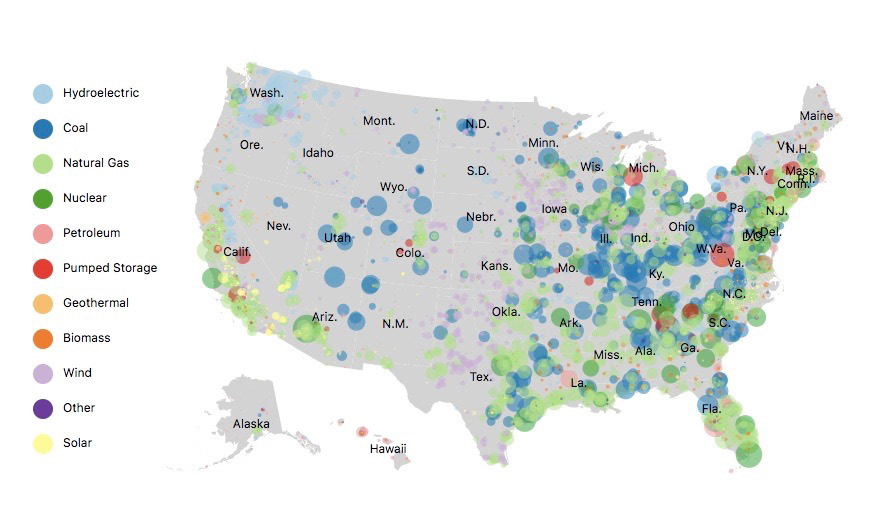 Hydroelectric
Coal
Natural Gas
Nuclear
Petroleum
Pumped Storage
Geothermal
Biomass
Wind
Other
Solar
Wash.
Ore.
Idaho
Mont.
N.D.
Minn.
Wis.
Mich.
Maine
Vt.
N.H.
N.Y.
Mass.
Conn.
R.I.
S.D.
Wyo.
Nebr.
Iowa
Nev.
Utah
Colo.
Calif.
Kans.
Mo.
Ill.
Ind.
Ohio
Pa.
N.J.
Md.
Del.
D.C.
W.Va.
Va.
Ky.
Tenn.
N.C.
S.C.
Ariz.
N.M.
Okla.
Ark.
Miss.
Ala.
Ga.
Tex.
La.
Fla.
Alaska
Hawaii